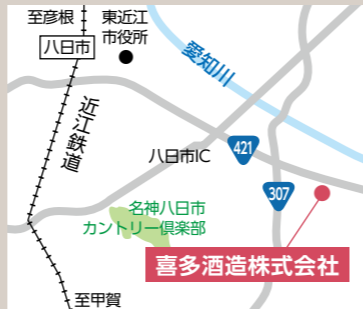 至彦根
東近江
市役所
八日市
愛知川
近江鉄道
八日市IC
421
307
名神八日市
カントリー倶楽部
喜多酒造株式会社
至甲賀